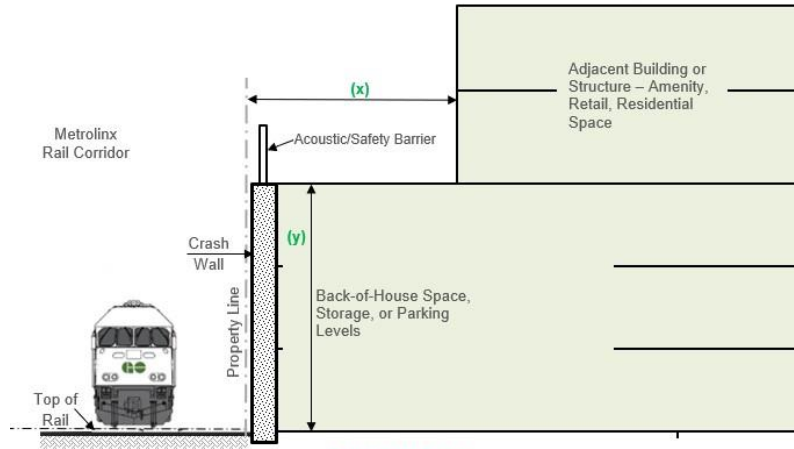 (x)
Adjacent Building or
Structure – Amenity,
Retail, Residential
Space
Metrolinx
Rail Corridor
Acoustic/Safety Barrier
(y)
Crash
Wall
Property Line
Back-of-House Space,
Storage, or Parking
Levels
GO
Top of
Rail